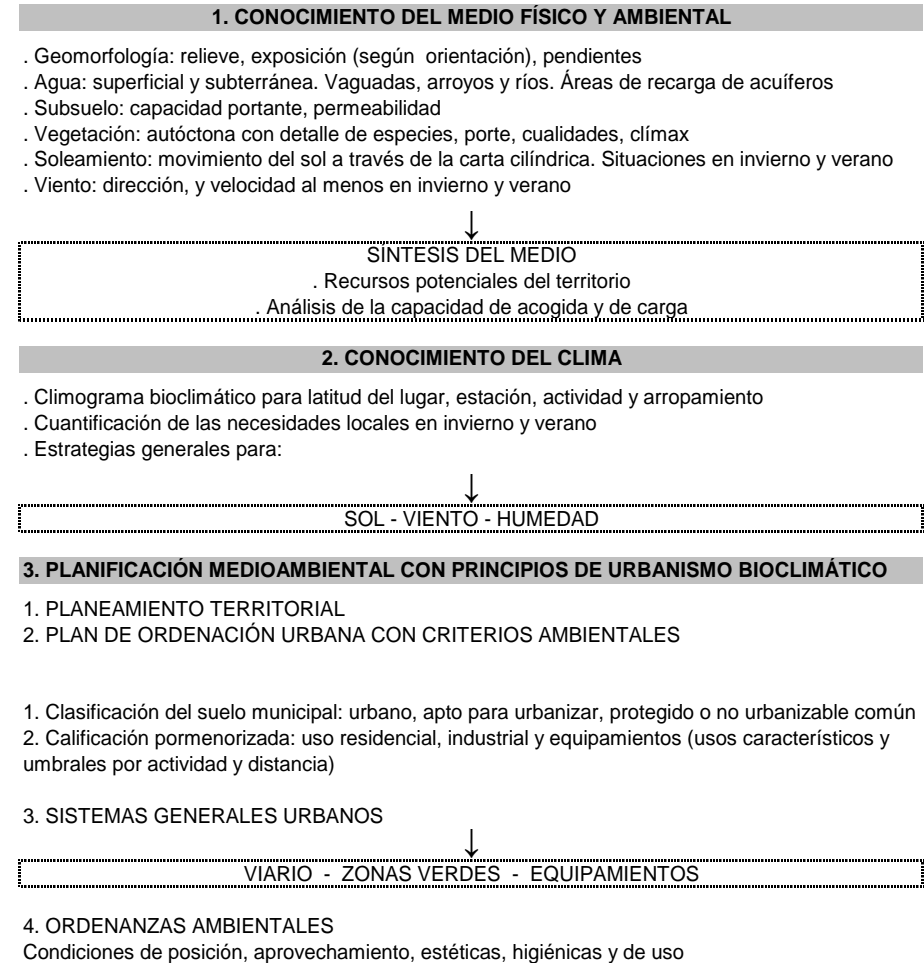 1. CONOCIMIENTO DEL MEDIO FÍSICO Y AMBIENTAL
. Geomorfología: relieve, exposición (según orientación), pendientes
. Agua: superficial y subterránea. Vaguadas, arroyos y ríos. Áreas de recarga de acuíferos
. Subsuelo: capacidad portante, permeabilidad
. Vegetación: autóctona con detalle de especies, porte, cualidades, clímax
. Soleamiento: movimiento del sol a través de la carta cilíndrica. Situaciones en invierno y verano
. Viento: dirección, y velocidad al menos en invierno y verano
↓
SÍNTESIS DEL MEDIO
. Recursos potenciales del territorio
. Análisis de la capacidad de acogida y de carga
2. CONOCIMIENTO DEL CLIMA
. Climograma bioclimático para latitud del lugar, estación, actividad y arropamiento
. Cuantificación de las necesidades locales en invierno y verano
. Estrategias generales para:
↓
SOL - VIENTO - HUMEDAD
3. PLANIFICACIÓN MEDIOAMBIENTAL CON PRINCIPIOS DE URBANISMO BIOCLIMÁTICO
1. PLANEAMIENTO TERRITORIAL
2. PLAN DE ORDENACIÓN URBANA CON CRITERIOS AMBIENTALES
1. Clasificación del suelo municipal: urbano, apto para urbanizar, protegido o no urbanizable común
2. Calificación pormenorizada: uso residencial, industrial y equipamientos (usos característicos y
umbrales por actividad y distancia)
3. SISTEMAS GENERALES URBANOS
↓
VIARIO - ZONAS VERDES - EQUIPAMIENTOS
4. ORDENANZAS AMBIENTALES
Condiciones de posición, aprovechamiento, estéticas, higiénicas y de uso